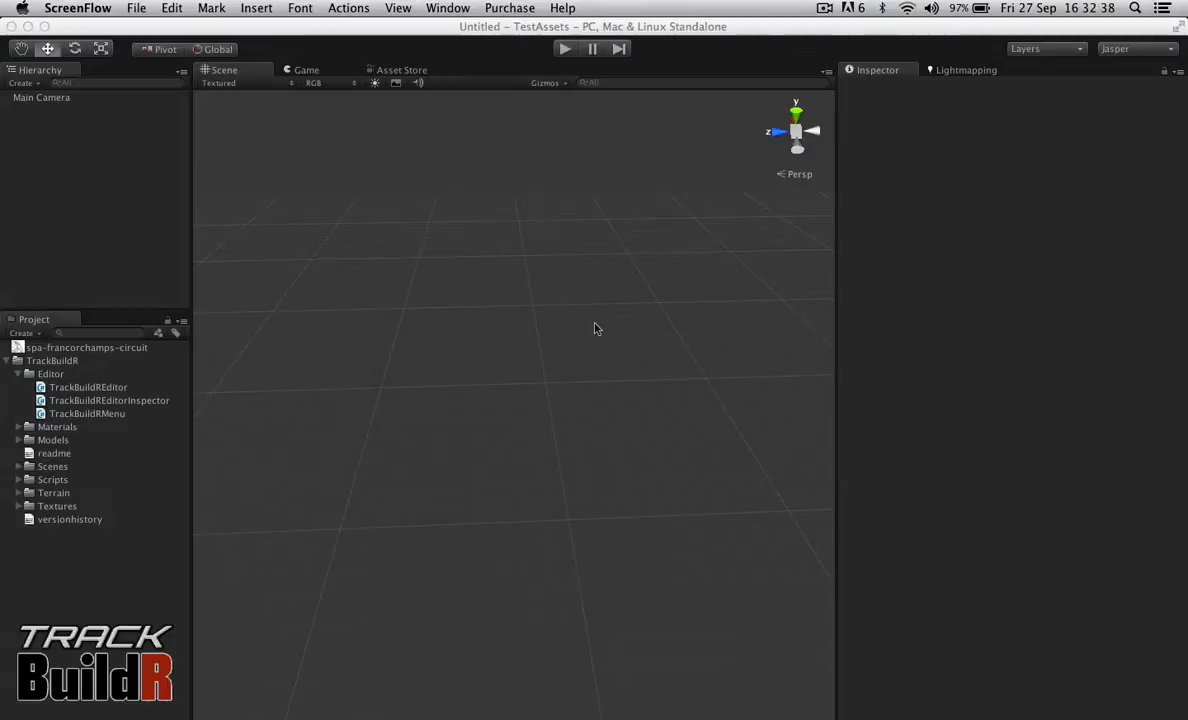 ScreenFlow File Edit Mark Insert Font Actions View Window Purchase Help 6 97% Fri 27 Sep 16 32 38
Untitled - TestAssets - PC, Mac & Linux Standalone
Pivot Global Layers Jasper
Hierarchy Scene Game Asset Store Inspector Lightmapping
Create All Textured RGB Gizmos All
Main Camera
y
z
Persp
Project
Create
spa-francorchamps-circuit
TrackBuildR
Editor
TrackBuildREditor
TrackBuildREditorInspector
TrackBuildRMenu
Materials
Models
readme
Scenes
Scripts
Terrain
Textures
versionhistory
TRACK
BuildR